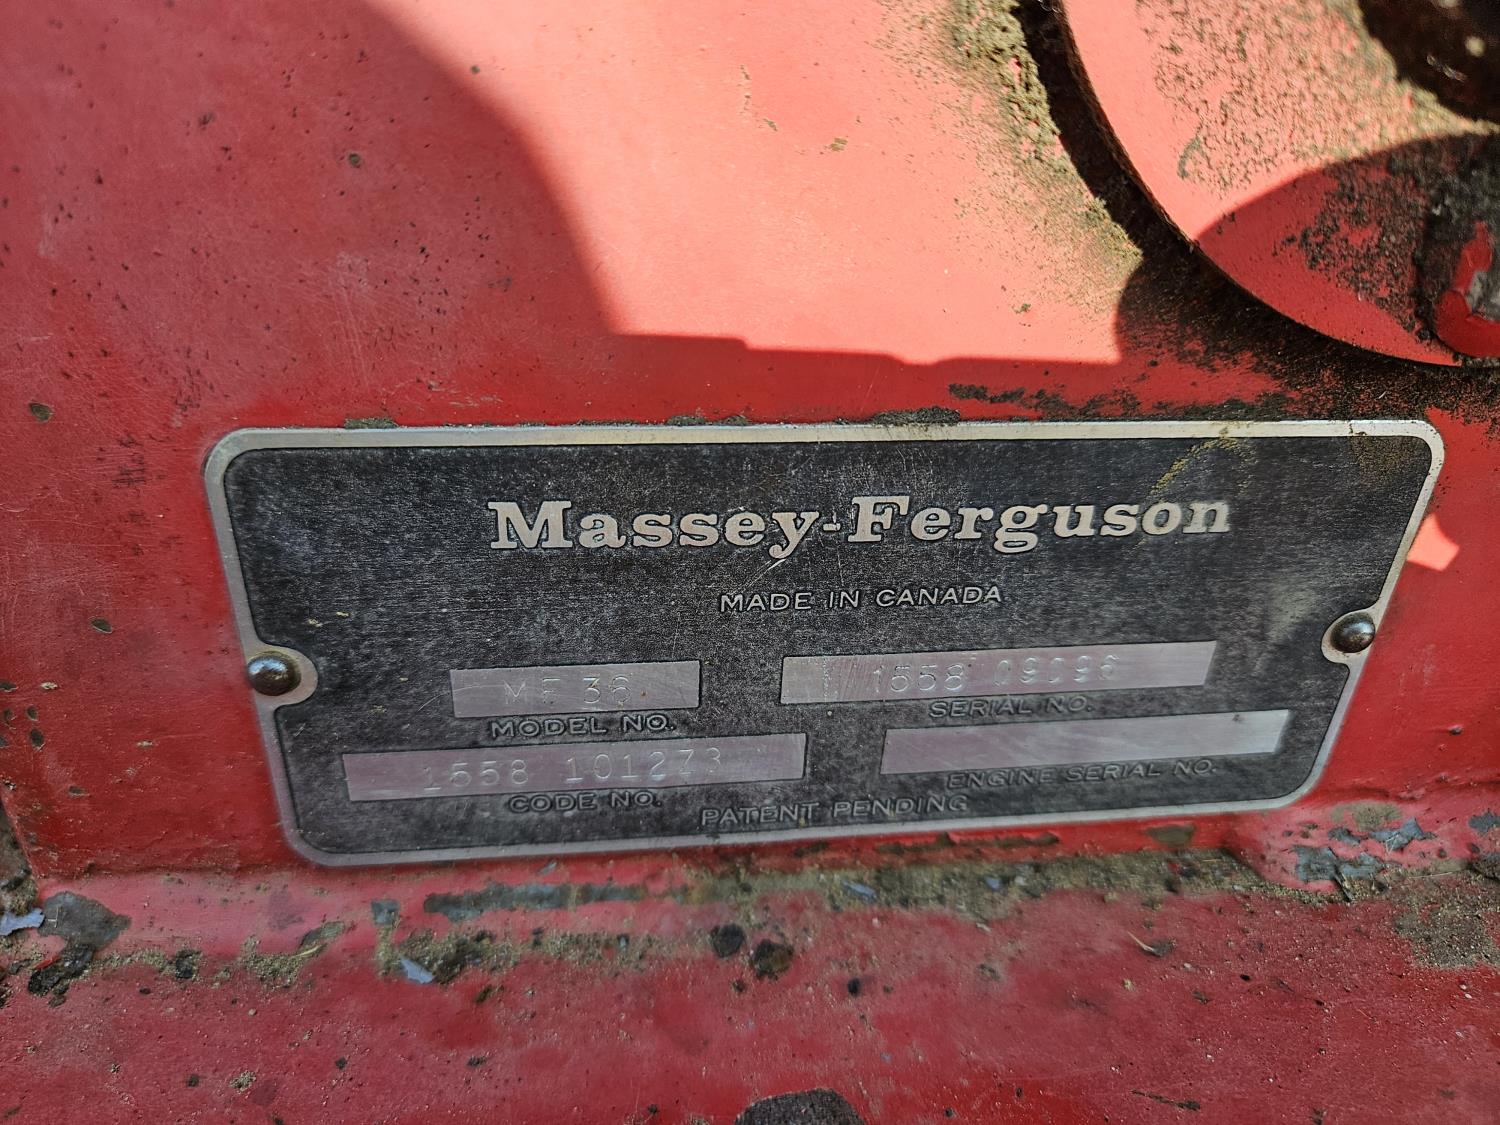 Massey-Ferguson
MADE IN CANADA
MF 36
MODEL NO.
1558 09096
SERIAL NO.
1558 101273
CODE NO.
ENGINE SERIAL NO.
PATENT PENDING